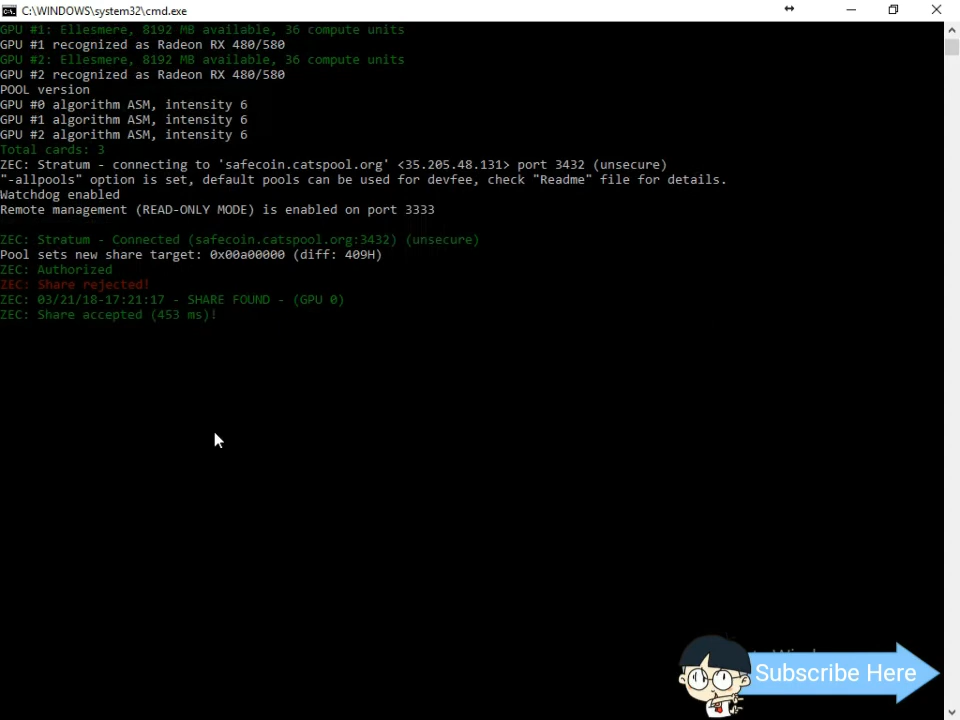 C:\WINDOWS\system32\cmd.exe
GPU #1: Ellesmere, 8192 MB available, 36 compute units
GPU #1 recognized as Radeon RX 480/580
GPU #2: Ellesmere, 8192 MB available, 36 compute units
GPU #2 recognized as Radeon RX 480/580
POOL version
GPU #0 algorithm ASM, intensity 6
GPU #1 algorithm ASM, intensity 6
GPU #2 algorithm ASM, intensity 6
Total cards: 3
ZEC: Stratum - connecting to 'safecoin.catspool.org' <35.205.48.131> port 3432 (unsecure)
"-allpools" option is set, default pools can be used for devfee, check "Readme" file for details.
Watchdog enabled
Remote management (READ-ONLY MODE) is enabled on port 3333
ZEC: Stratum - Connected (safecoin.catspool.org:3432) (unsecure)
Pool sets new share target: 0x00a00000 (diff: 409H)
ZEC: Authorized
ZEC: Share rejected!
ZEC: 03/21/18-17:21:17 - SHARE FOUND - (GPU 0)
ZEC: Share accepted (453 ms)!
Subscribe Here